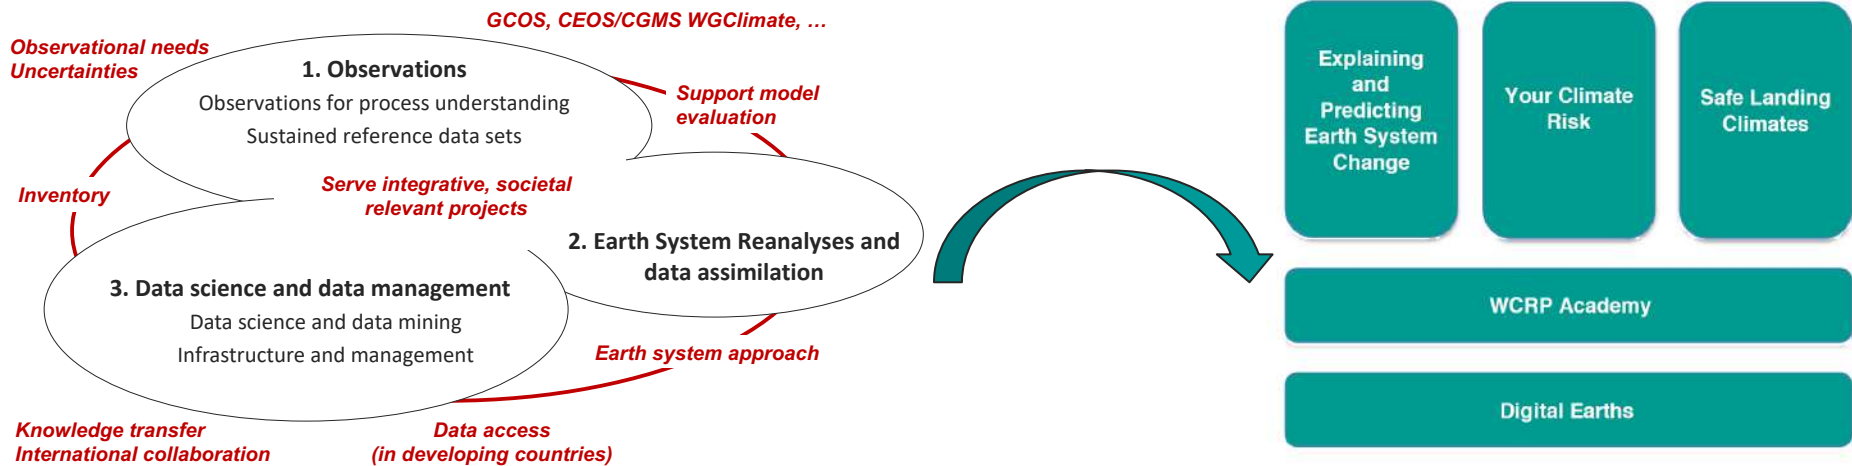 GCOS, CEOS/CGMS WGClimate, …
Observational needs
Uncertainties
1. Observations
Observations for process understanding
Sustained reference data sets
Support model
evaluation
Inventory
Serve integrative, societal
relevant projects
2. Earth System Reanalyses and
data assimilation
3. Data science and data management
Data science and data mining
Infrastructure and management
Earth system approach
Knowledge transfer
International collaboration
Data access
(in developing countries)
Explaining
and
Predicting
Earth System
Change
Your Climate
Risk
Safe Landing
Climates
WCRP Academy
Digital Earths